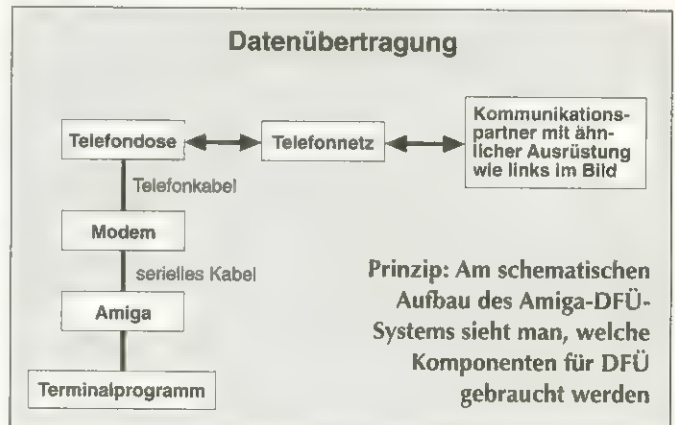 Datenübertragung
Telefondose
Telefonnetz
Kommunikations-
partner mit ähn-
licher Ausrüstung
wie links im Bild
Telefonkabel
Modem
serielles Kabel
Amiga
Terminalprogramm
Prinzip: Am schematischen
Aufbau des Amiga-DFÜ-
Systems sieht man, welche
Komponenten für DFÜ
gebraucht werden